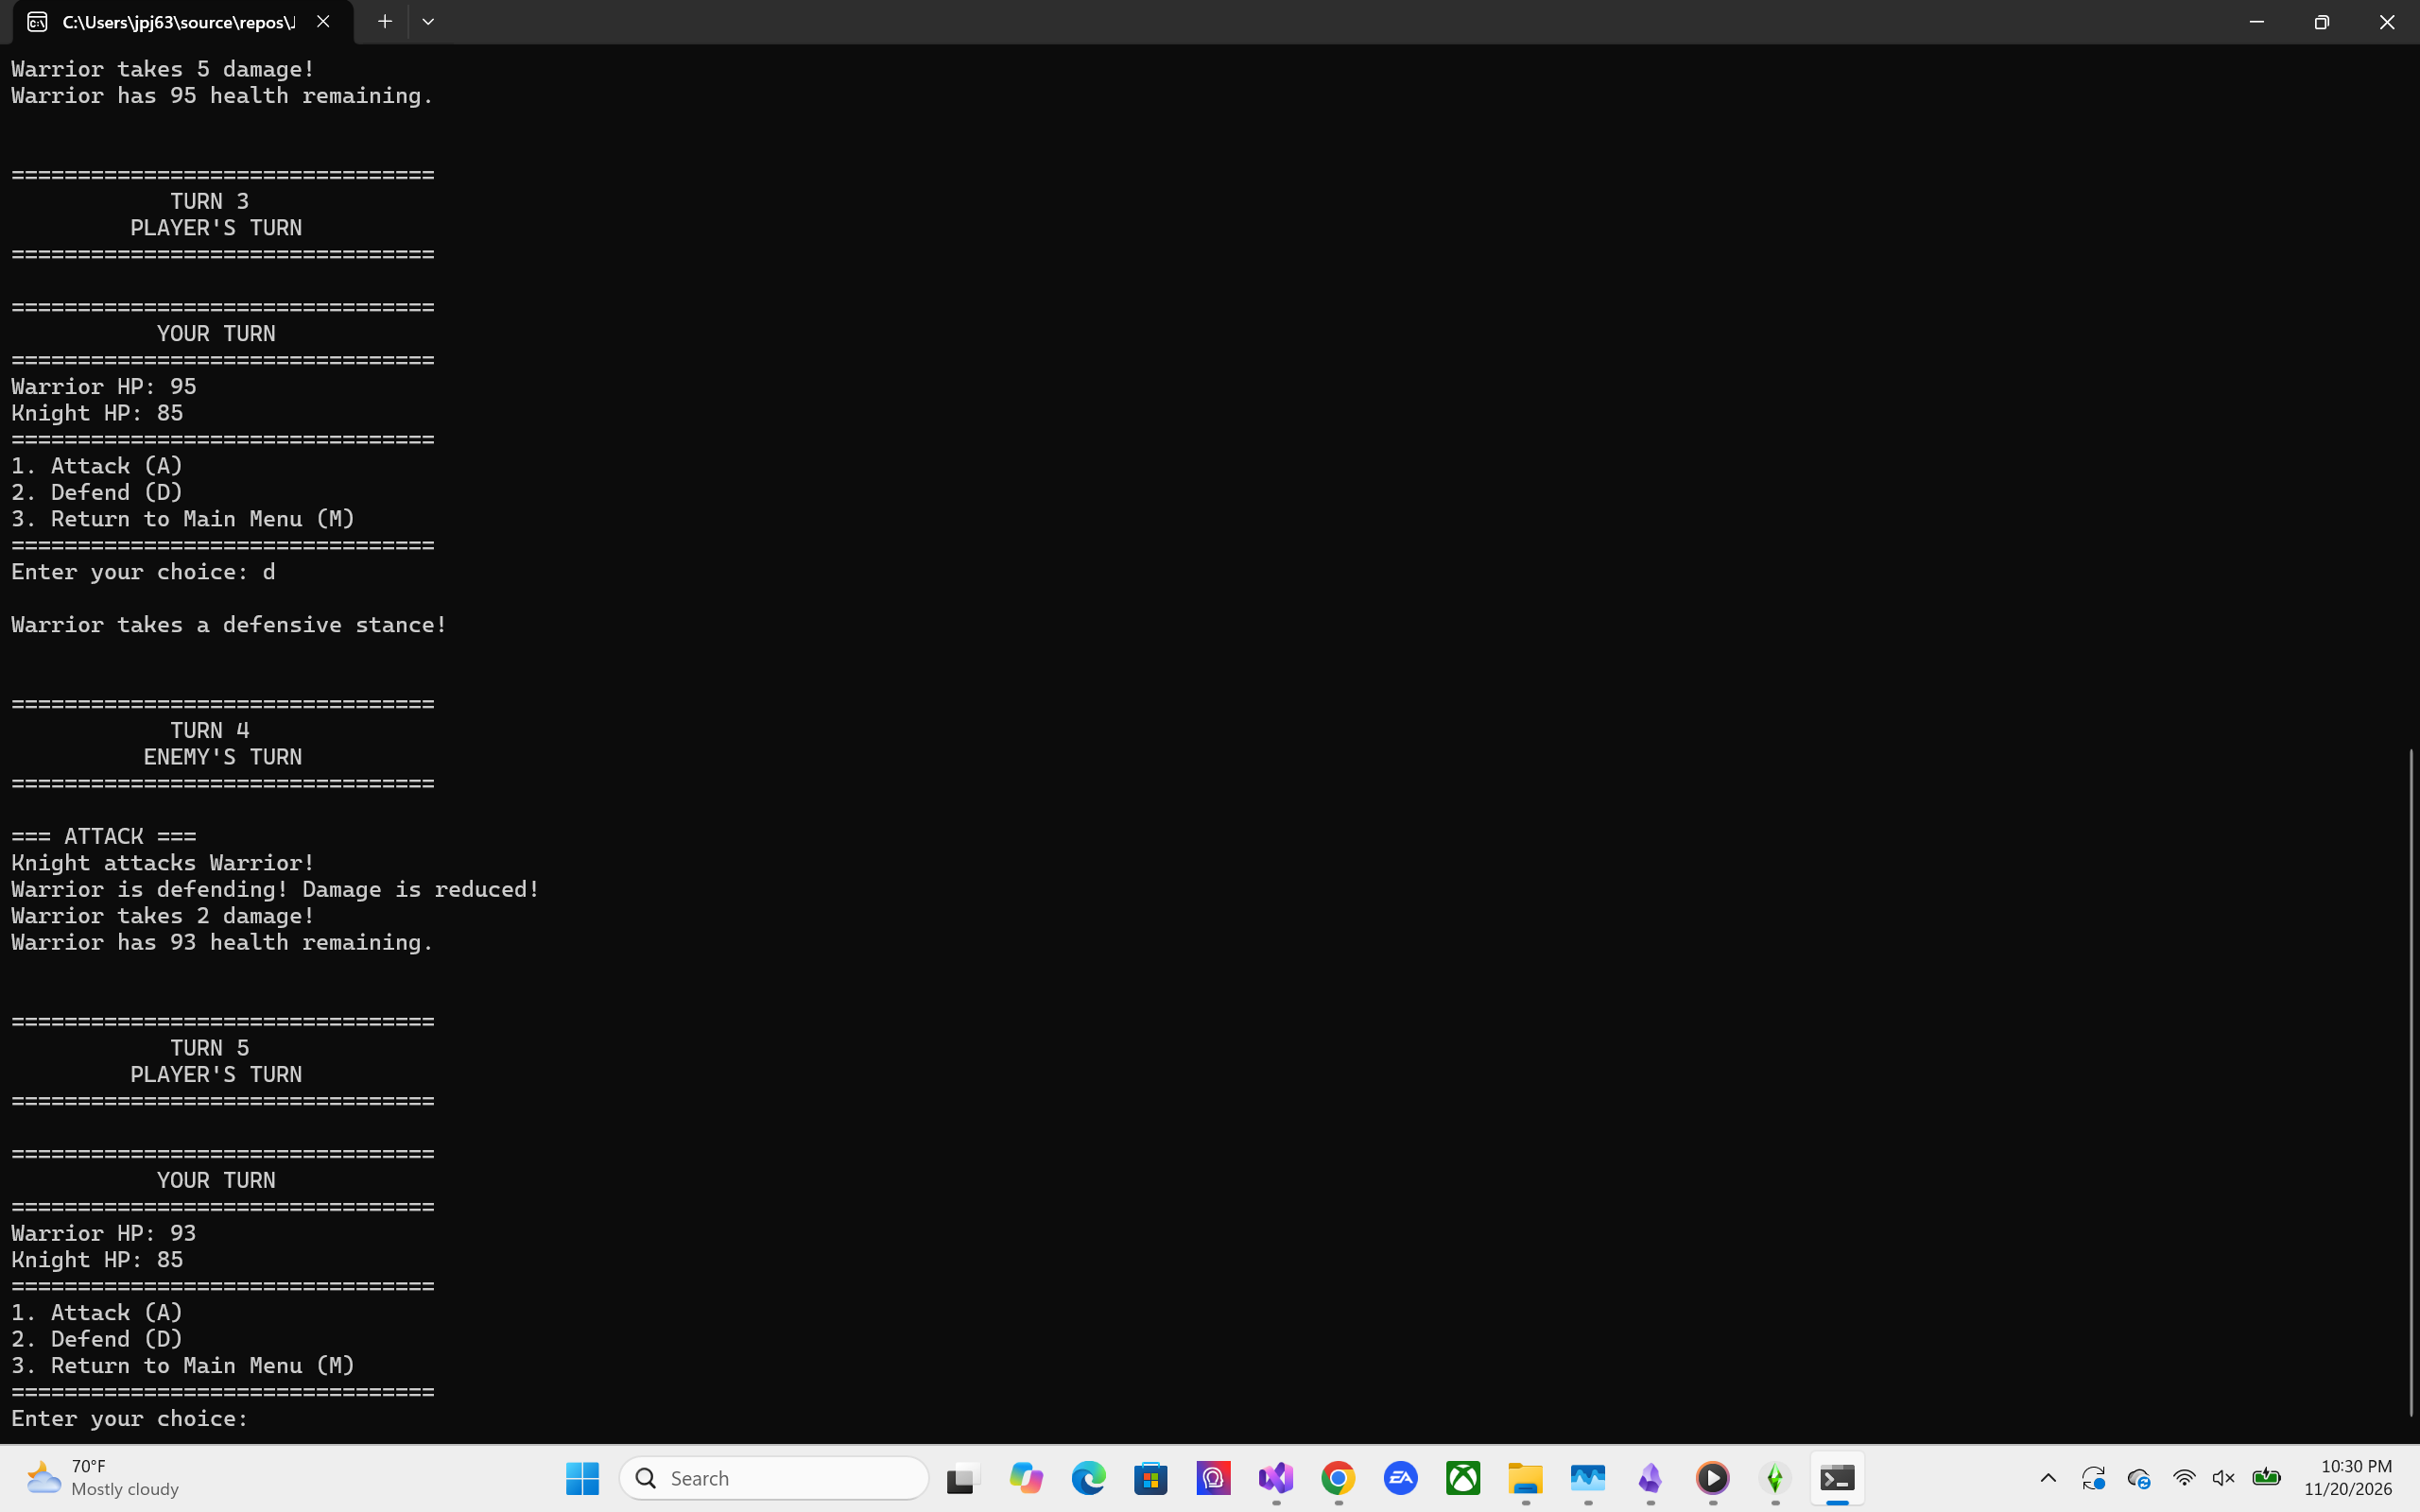 C:\Users\jpj63\source\repos\J
Warrior takes 5 damage!
Warrior has 95 health remaining.
================================
TURN 3
PLAYER'S TURN
================================
================================
YOUR TURN
================================
Warrior HP: 95
Knight HP: 85
================================
1. Attack (A)
2. Defend (D)
3. Return to Main Menu (M)
================================
Enter your choice: d
Warrior takes a defensive stance!
================================
TURN 4
ENEMY'S TURN
================================
=== ATTACK ===
Knight attacks Warrior!
Warrior is defending! Damage is reduced!
Warrior takes 2 damage!
Warrior has 93 health remaining.
================================
TURN 5
PLAYER'S TURN
================================
================================
YOUR TURN
================================
Warrior HP: 93
Knight HP: 85
================================
1. Attack (A)
2. Defend (D)
3. Return to Main Menu (M)
================================
Enter your choice:
70°F
Mostly cloudy
Search
10:30 PM
11/20/2026